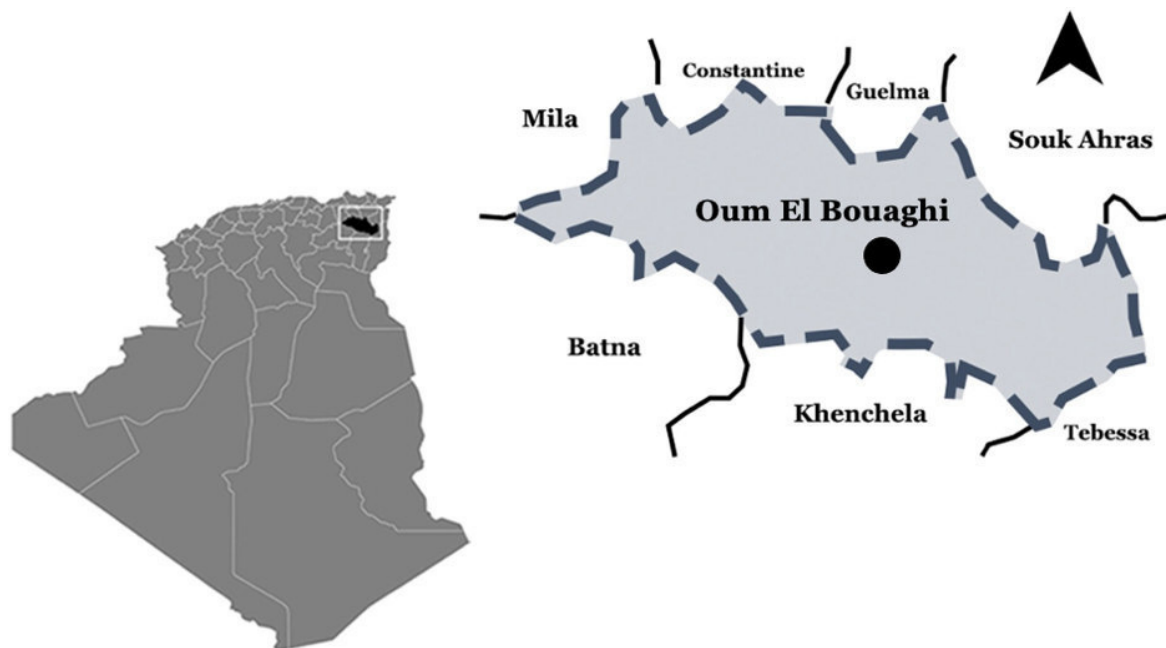 Constantine
Guelma
Mila
Souk Ahras
Oum El Bouaghi
Batna
Khenchela
Tebessa